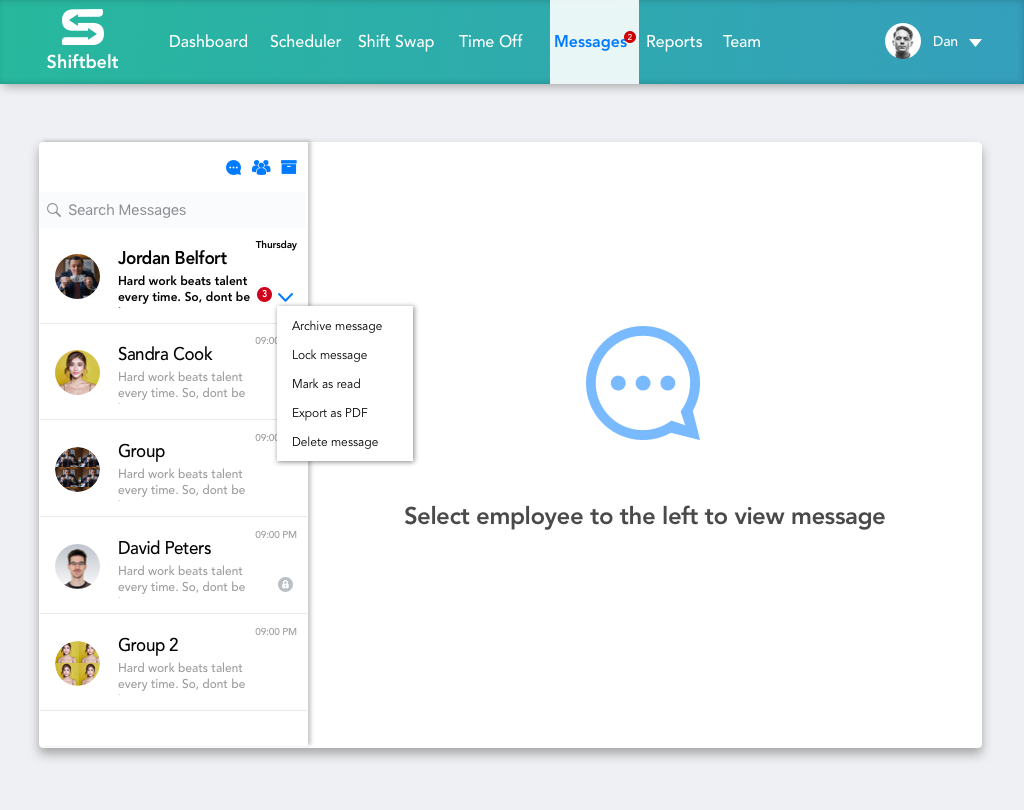 Shiftbelt
Dashboard
Scheduler
Shift Swap
Time Off
Messages
2
Reports
Team
Dan
Search Messages
Thursday
Jordan Belfort
Hard work beats talent
every time. So, dont be
3
Archive message
Lock message
Mark as read
Export as PDF
Delete message
09:00
Sandra Cook
Hard work beats talent
every time. So, dont be
09:00
Group
Hard work beats talent
every time. So, dont be
09:00 PM
David Peters
Hard work beats talent
every time. So, dont be
09:00 PM
Group 2
Hard work beats talent
every time. So, dont be
Select employee to the left to view message